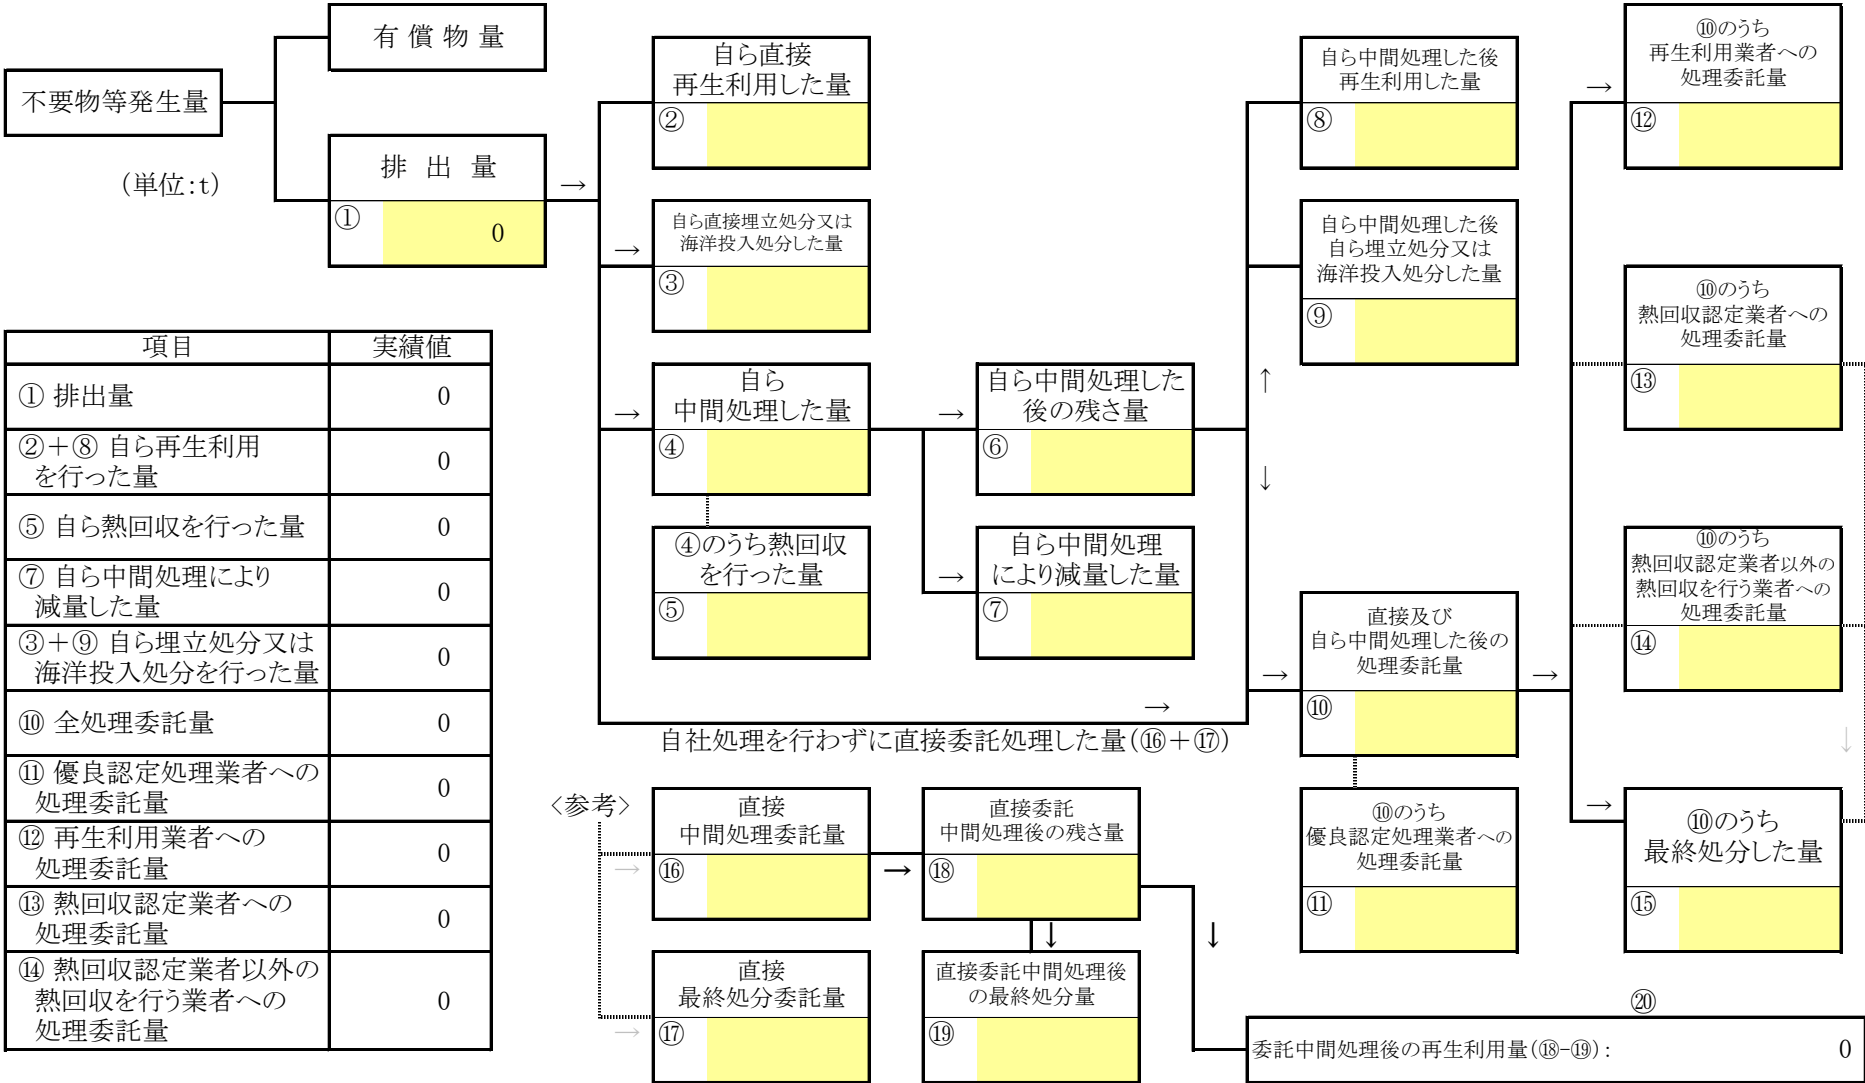 有 償 物 量
不要物等発生量
(単位:t)
排 出 量
①
0
→
自ら直接
再生利用した量
②
→
自ら直接埋立処分又は
海洋投入処分した量
③
→
自ら
中間処理した量
④
④のうち熱回収
を行った量
⑤
→
自ら中間処理した
後の残さ量
⑥
→
自ら中間処理
により減量した量
⑦
↑
↓
自ら中間処理した後
再生利用した量
⑧
自ら中間処理した後
自ら埋立処分又は
海洋投入処分した量
⑨
→
自社処理を行わずに直接委託処理した量(⑯+⑰)
→
直接及び
自ら中間処理した後の
処理委託量
⑩
⑩のうち
優良認定処理業者への
処理委託量
⑪
→
→
⑩のうち
再生利用業者への
処理委託量
⑫
⑩のうち
熱回収認定業者への
処理委託量
⑬
⑩のうち
熱回収認定業者以外の
熱回収を行う業者への
処理委託量
⑭
↓
→
⑩のうち
最終処分した量
⑮
項目 実績値
① 排出量 0
②+⑧ 自ら再生利用
を行った量 0
⑤ 自ら熱回収を行った量 0
⑦ 自ら中間処理により
減量した量 0
③+⑨ 自ら埋立処分又は
海洋投入処分を行った量 0
⑩ 全処理委託量 0
⑪ 優良認定処理業者への
処理委託量 0
⑫ 再生利用業者への
処理委託量 0
⑬ 熱回収認定業者への
処理委託量 0
⑭ 熱回収認定業者以外の
熱回収を行う業者への
処理委託量 0
<参考>
→
直接
中間処理委託量
⑯
→
直接委託
中間処理後の残さ量
⑱
↓
↓
→
直接
最終処分委託量
⑰
直接委託中間処理後
の最終処分量
⑲
⑳
委託中間処理後の再生利用量(⑱-⑲): 0